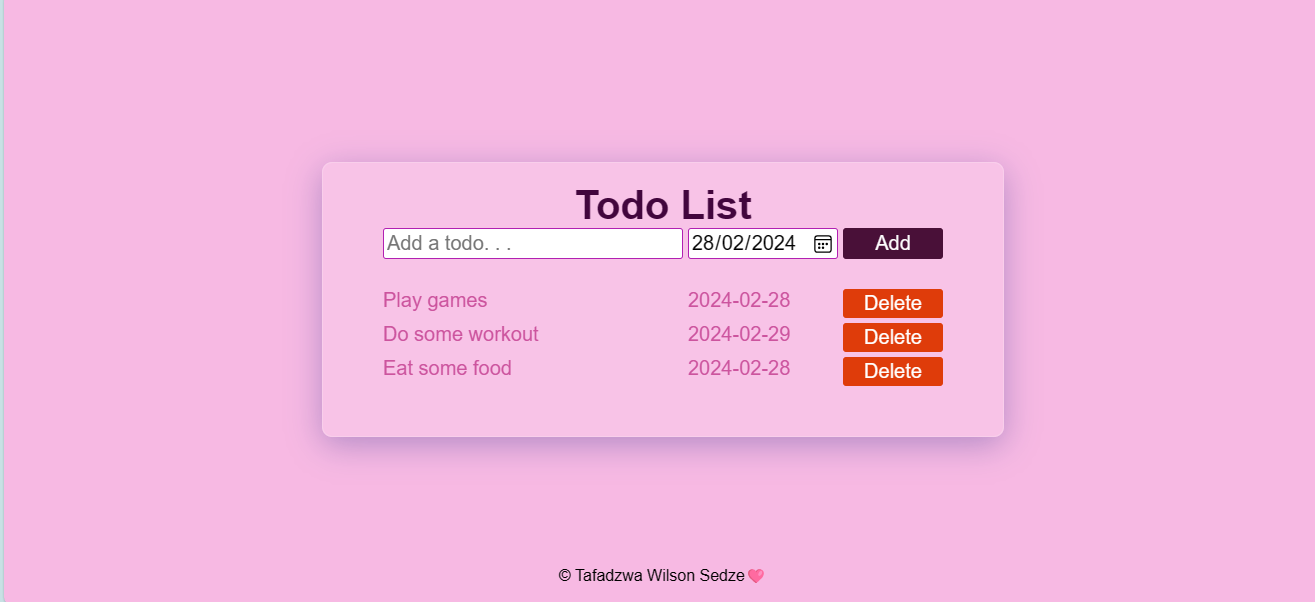 Todo List
Add a todo. . . 28/02/2024 Add
Play games 2024-02-28 Delete
Do some workout 2024-02-29 Delete
Eat some food 2024-02-28 Delete
© Tafadzwa Wilson Sedze💗